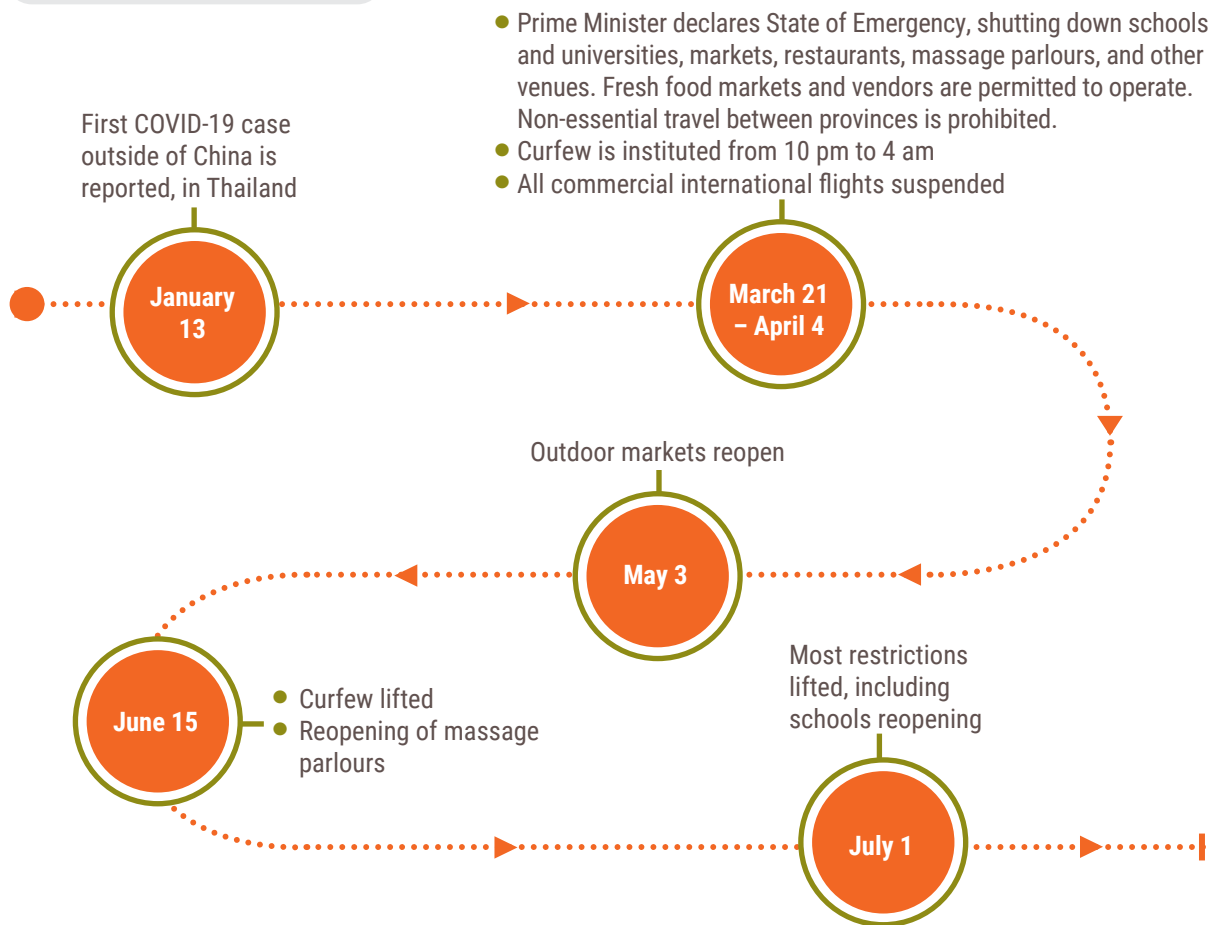 First COVID-19 case
outside of China is
reported, in Thailand
January
13
● Prime Minister declares State of Emergency, shutting down schools
and universities, markets, restaurants, massage parlours, and other
venues. Fresh food markets and vendors are permitted to operate.
Non-essential travel between provinces is prohibited.
● Curfew is instituted from 10 pm to 4 am
● All commercial international flights suspended
March 21
– April 4
Outdoor markets reopen
May 3
June 15
● Curfew lifted
● Reopening of massage
parlours
Most restrictions
lifted, including
schools reopening
July 1